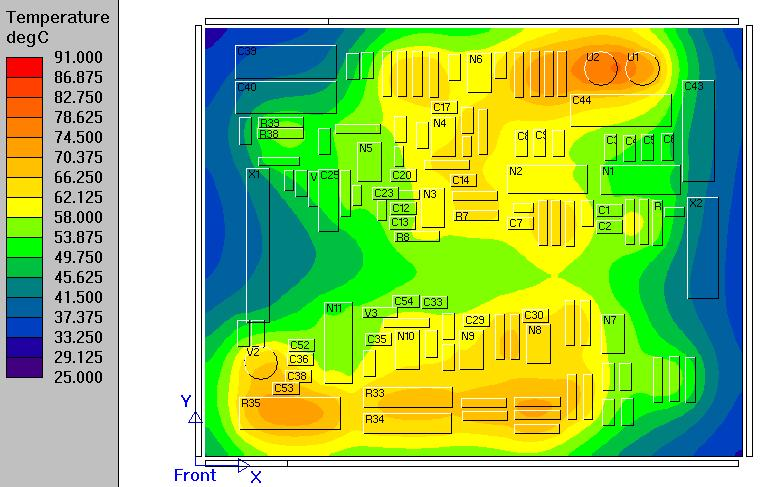 Temperature
degC
91.000
86.875
82.750
78.625
74.500
70.375
66.250
62.125
58.000
53.875
49.750
45.625
41.500
37.375
33.250
29.125
25.000
C39
N6
U2
U1
C40
C43
C44
C17
R39
R38
N4
N5
C20
X1
V
C25
C14
N2
N1
C23
N3
C12
C13
R8
R7
C7
C1
C2
R
X2
N11
V3
C54
C33
C35
N10
C29
N9
C30
N8
N7
V2
C52
C36
C38
C53
R35
R33
R34
Y
Front
X